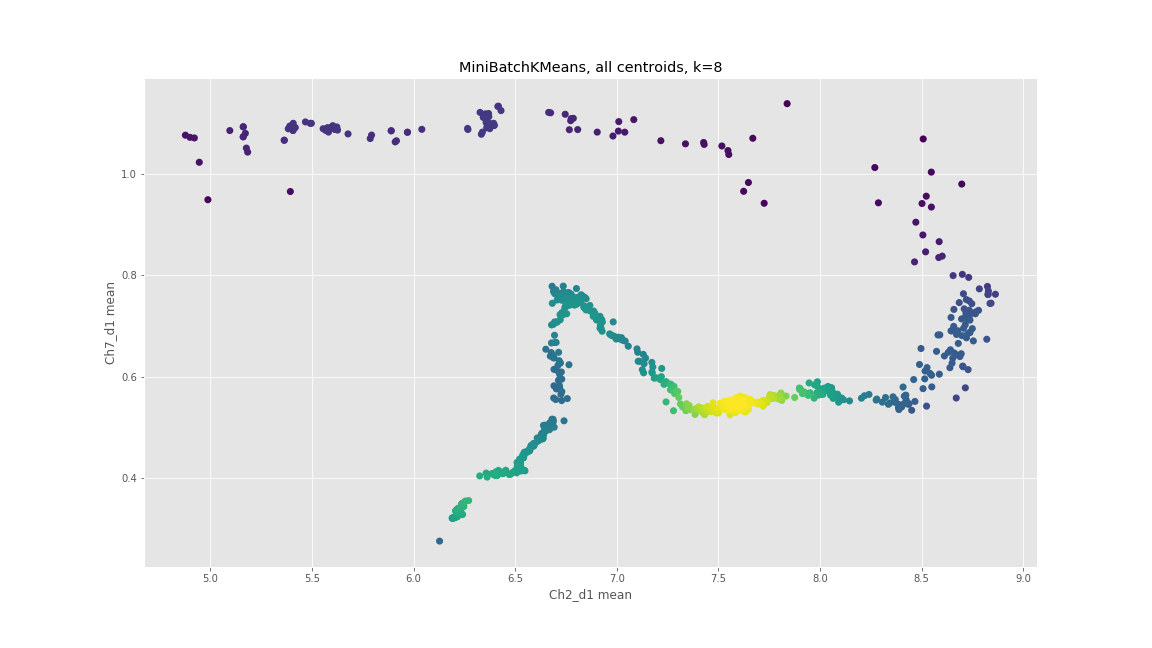 MiniBatchKMeans, all centroids, k=8
1.0
0.8
0.6
0.4
Ch7_d1 mean
5.0 5.5 6.0 6.5 7.0 7.5 8.0 8.5 9.0
Ch2_d1 mean